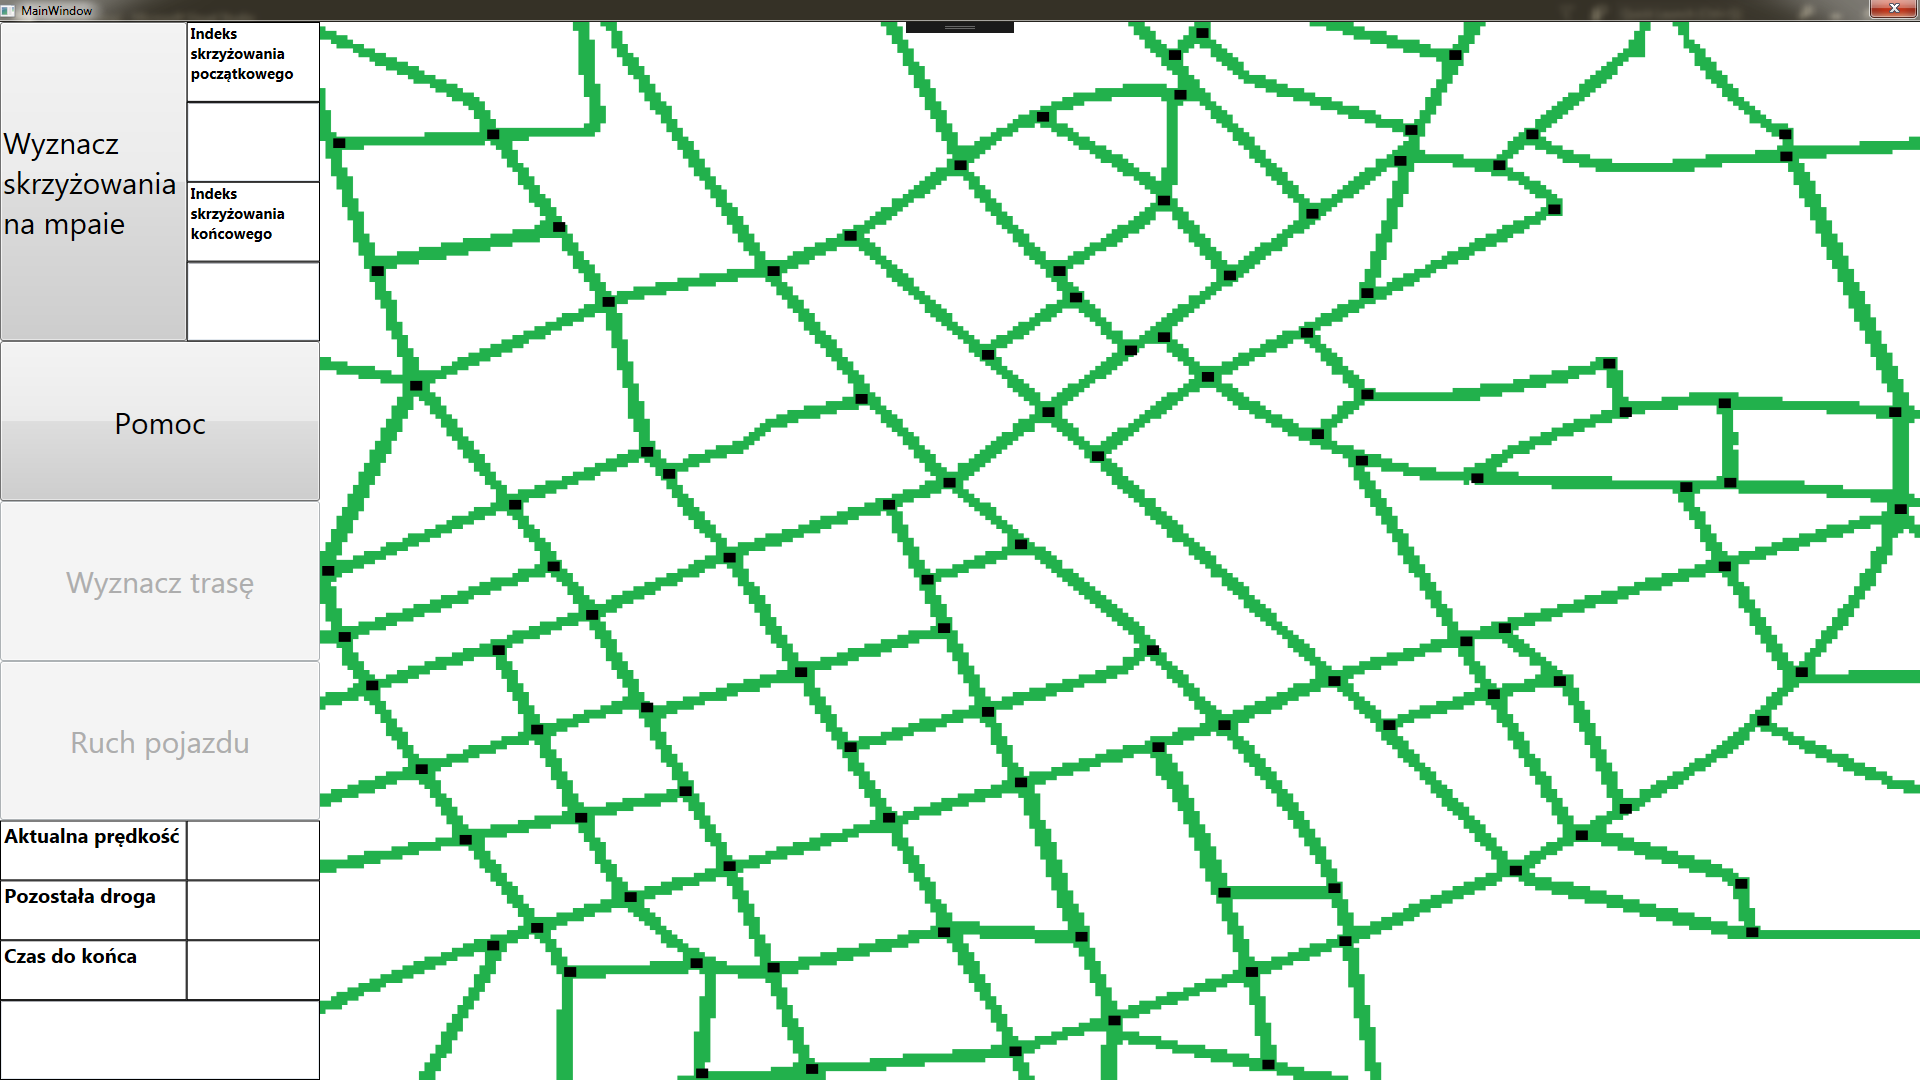 MainWindow
Wyznacz
skrzyżowania
na mpaie
Indeks
skrzyżowania
początkowego
Indeks
skrzyżowania
końcowego
Pomoc
Wyznacz trasę
Ruch pojazdu
Aktualna prędkość
Pozostała droga
Czas do końca